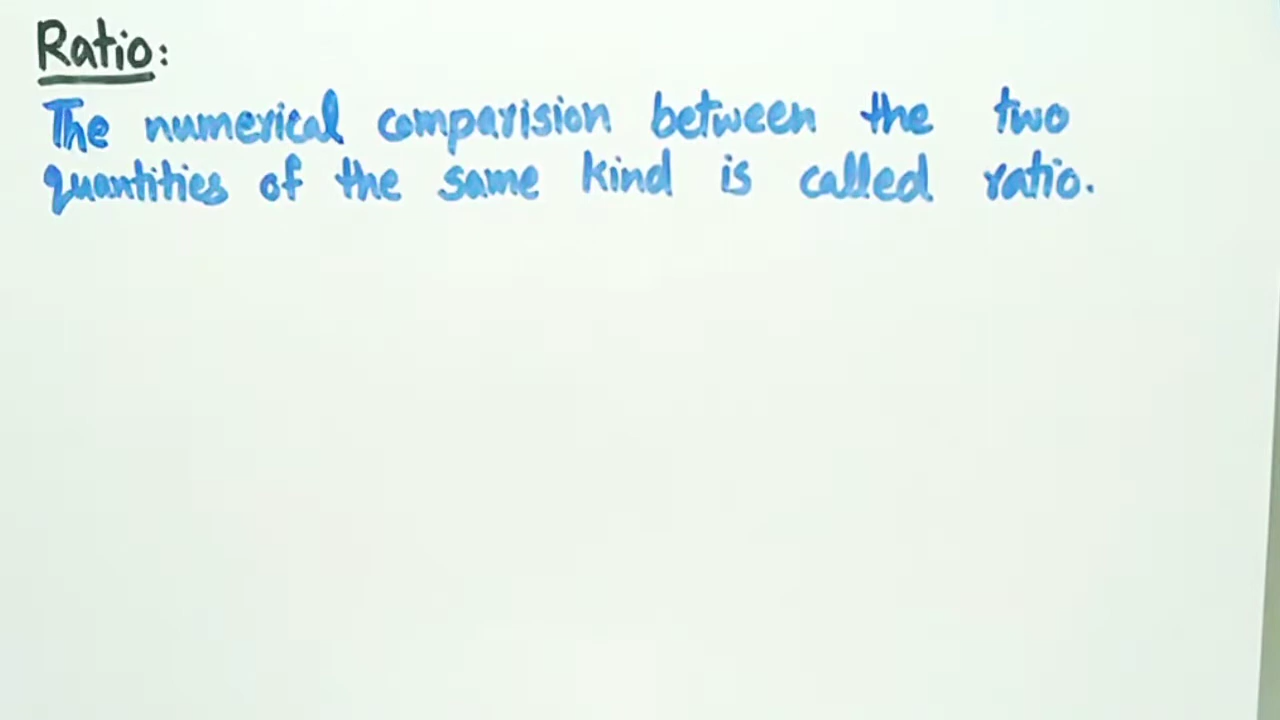 Ratio:
The numerical comparision between the two
quantities of the same kind is called ratio.